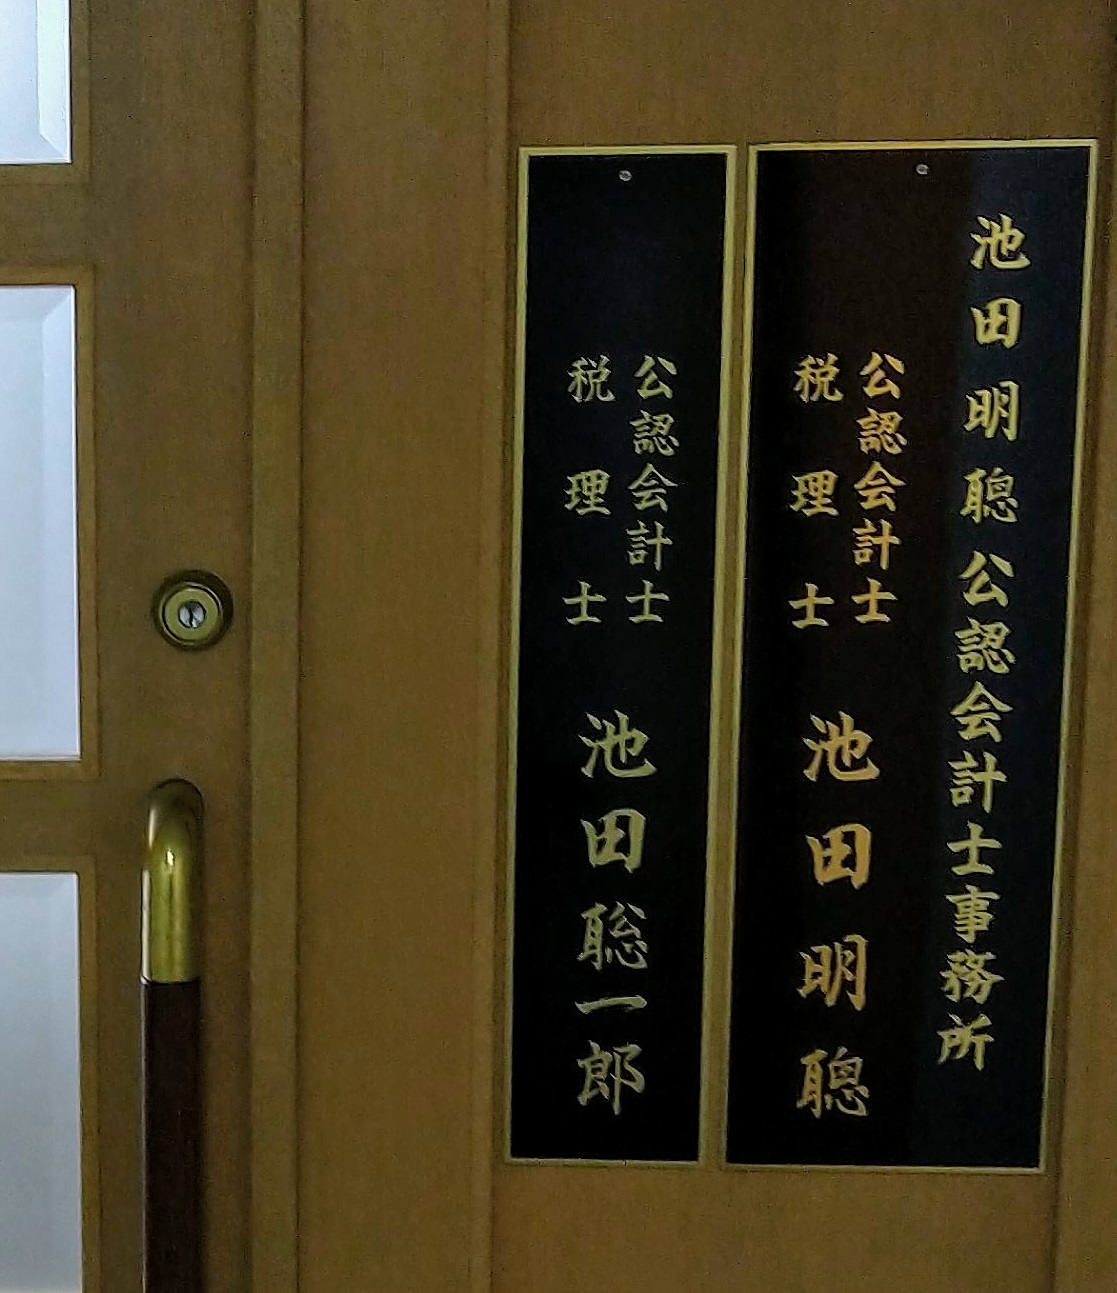 池田明聰公認会計士事務所
公認会計士
税理士
池田明聰
公認会計士
税理士
池田聡一郎